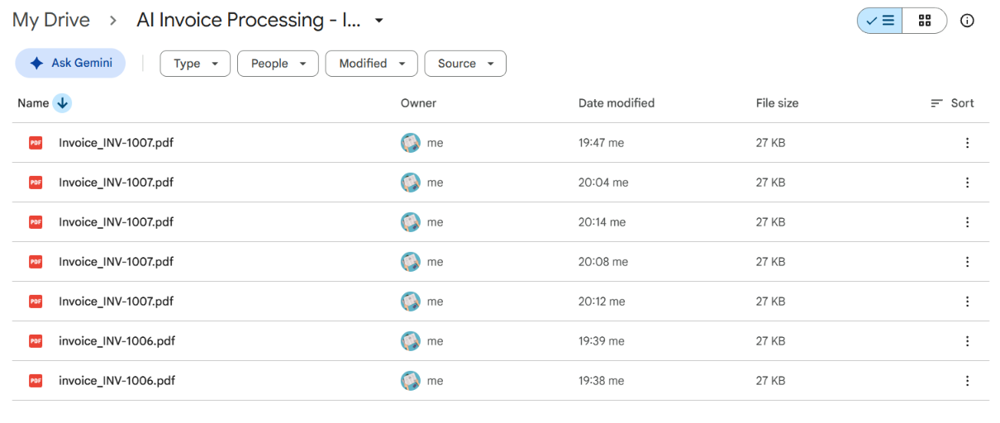 My Drive > AI Invoice Processing - I...
Ask Gemini Type People Modified Source
Name Owner Date modified File size Sort
PDF Invoice_INV-1007.pdf me 19:47 me 27 KB
PDF Invoice_INV-1007.pdf me 20:04 me 27 KB
PDF Invoice_INV-1007.pdf me 20:14 me 27 KB
PDF Invoice_INV-1007.pdf me 20:08 me 27 KB
PDF Invoice_INV-1007.pdf me 20:12 me 27 KB
PDF invoice_INV-1006.pdf me 19:39 me 27 KB
PDF invoice_INV-1006.pdf me 19:38 me 27 KB